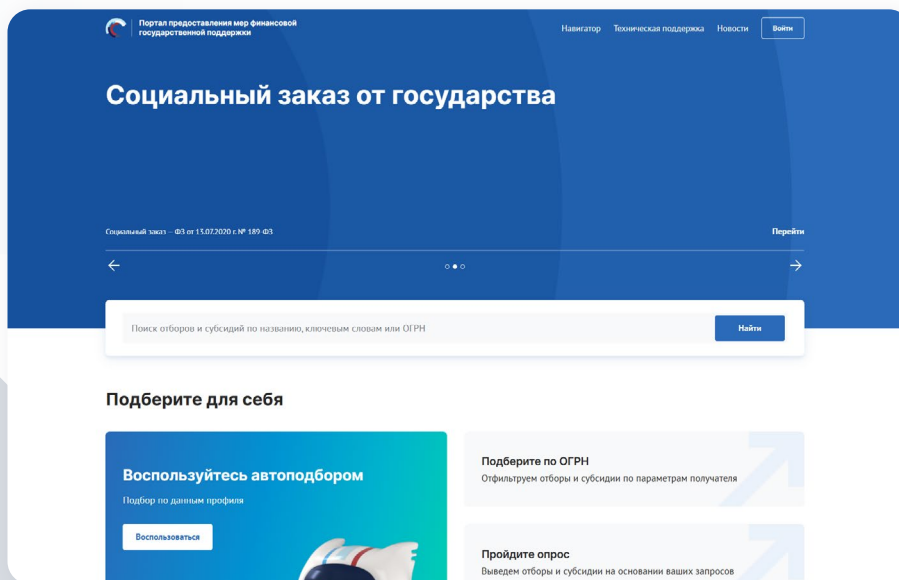 Портал предоставления мер финансовой
государственной поддержки
Навигатор Техническая поддержка Новости Войти
Социальный заказ от государства
Социальный заказ – ФЗ от 13.07.2020 г. № 189-ФЗ Перейти
Поиск отборов и субсидий по названию, ключевым словам или ОГРН Найти
Подберите для себя
Воспользуйтесь автоподбором
Подбор по данным профиля
Воспользоваться
Подберите по ОГРН
Отфильтруем отборы и субсидии по параметрам получателя
Пройдите опрос
Выведем отборы и субсидии на основании ваших запросов